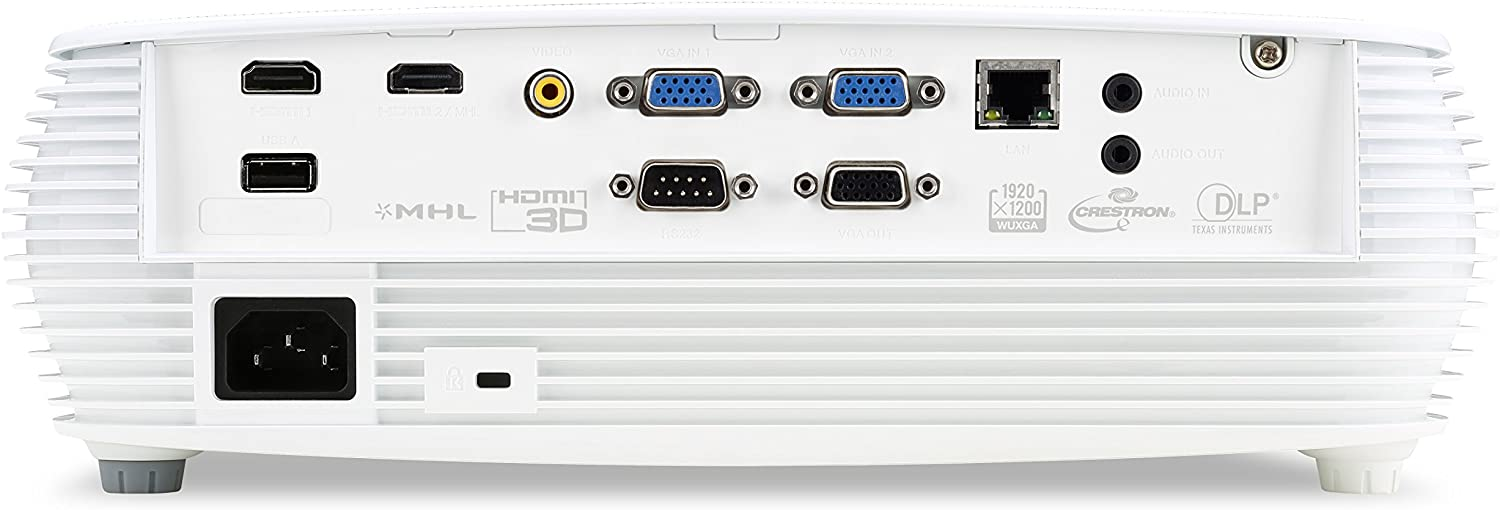 VIDEO
VGA IN 1
VGA IN 2
HDMI 1
HDMI 2 / MHL
AUDIO IN
USB A
LAN
AUDIO OUT
MHL
HDMI
3D
RS232
VGA OUT
1920
×1200
WUXGA
CRESTRON®
e
DLP®
TEXAS INSTRUMENTS
K